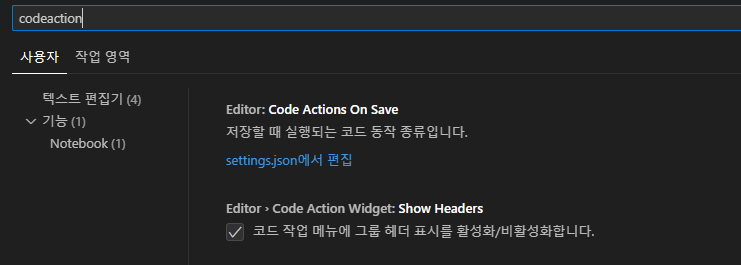 codeaction
사용자 작업 영역
텍스트 편집기 (4)
기능 (1)
Notebook (1)
Editor: Code Actions On Save
저장할 때 실행되는 코드 동작 종류입니다.
settings.json에서 편집
Editor › Code Action Widget: Show Headers
코드 작업 메뉴에 그룹 헤더 표시를 활성화/비활성화합니다.